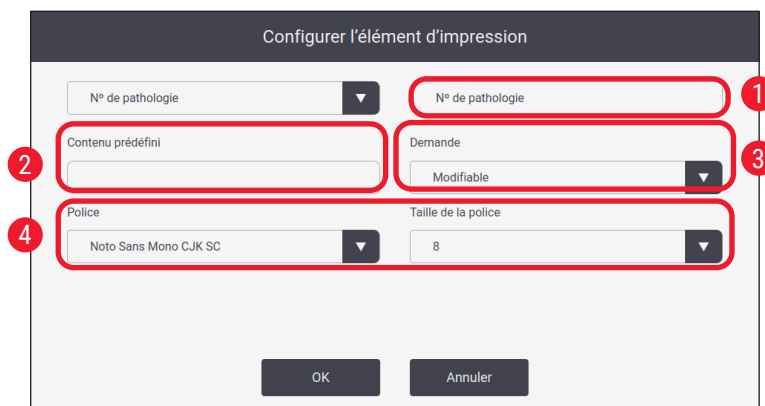 Configurer l'élément d'impression
Nº de pathologie
Nº de pathologie
1
Contenu prédéfini
Demande
2
3
Modifiable
Police
Taille de la police
4
Noto Sans Mono CJK SC
8
OK
Annuler